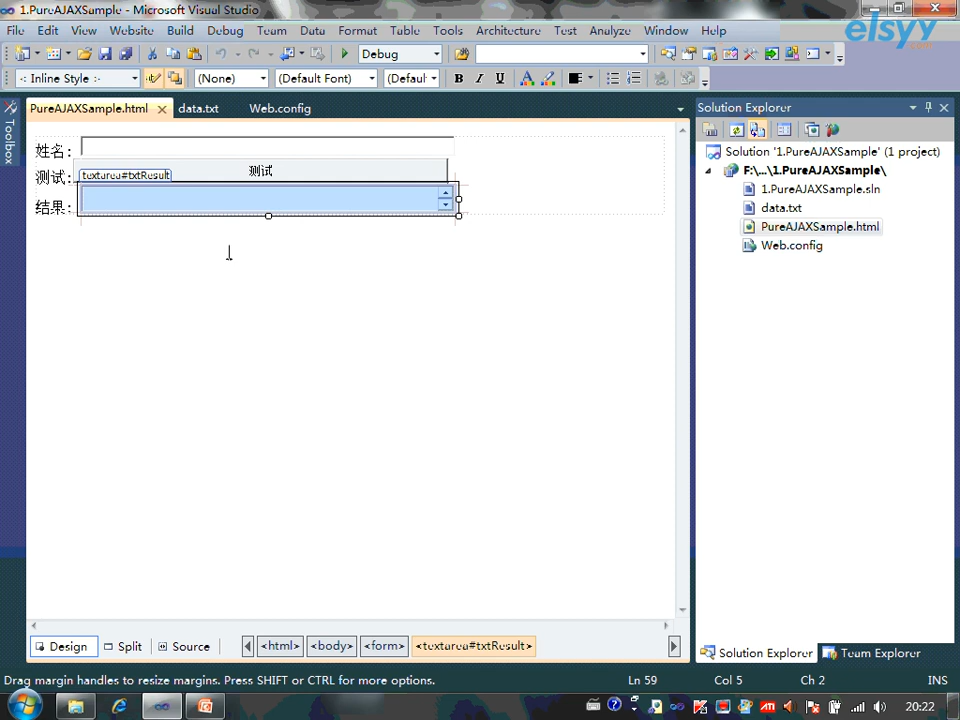 1.PureAJAXSample - Microsoft Visual Studio
File Edit View Website Build Debug Team Data Format Table Tools Architecture Test Analyze Window Help
elsyy
.com
Debug
Inline Style (None) (Default Font) (Default B I U A
PureAJAXSample.html data.txt Web.config
Solution Explorer
Toolbox
姓名:
测试: 测试
textarea#txtResult
结果:
Solution '1.PureAJAXSample' (1 project)
F:\...\1.PureAJAXSample\
1.PureAJAXSample.sln
data.txt
PureAJAXSample.html
Web.config
Design Split Source <html> <body> <form> <textarea#txtResult>
Solution Explorer Team Explorer
Drag margin handles to resize margins. Press SHIFT or CTRL for more options. Ln 59 Col 5 Ch 2 INS
20:22